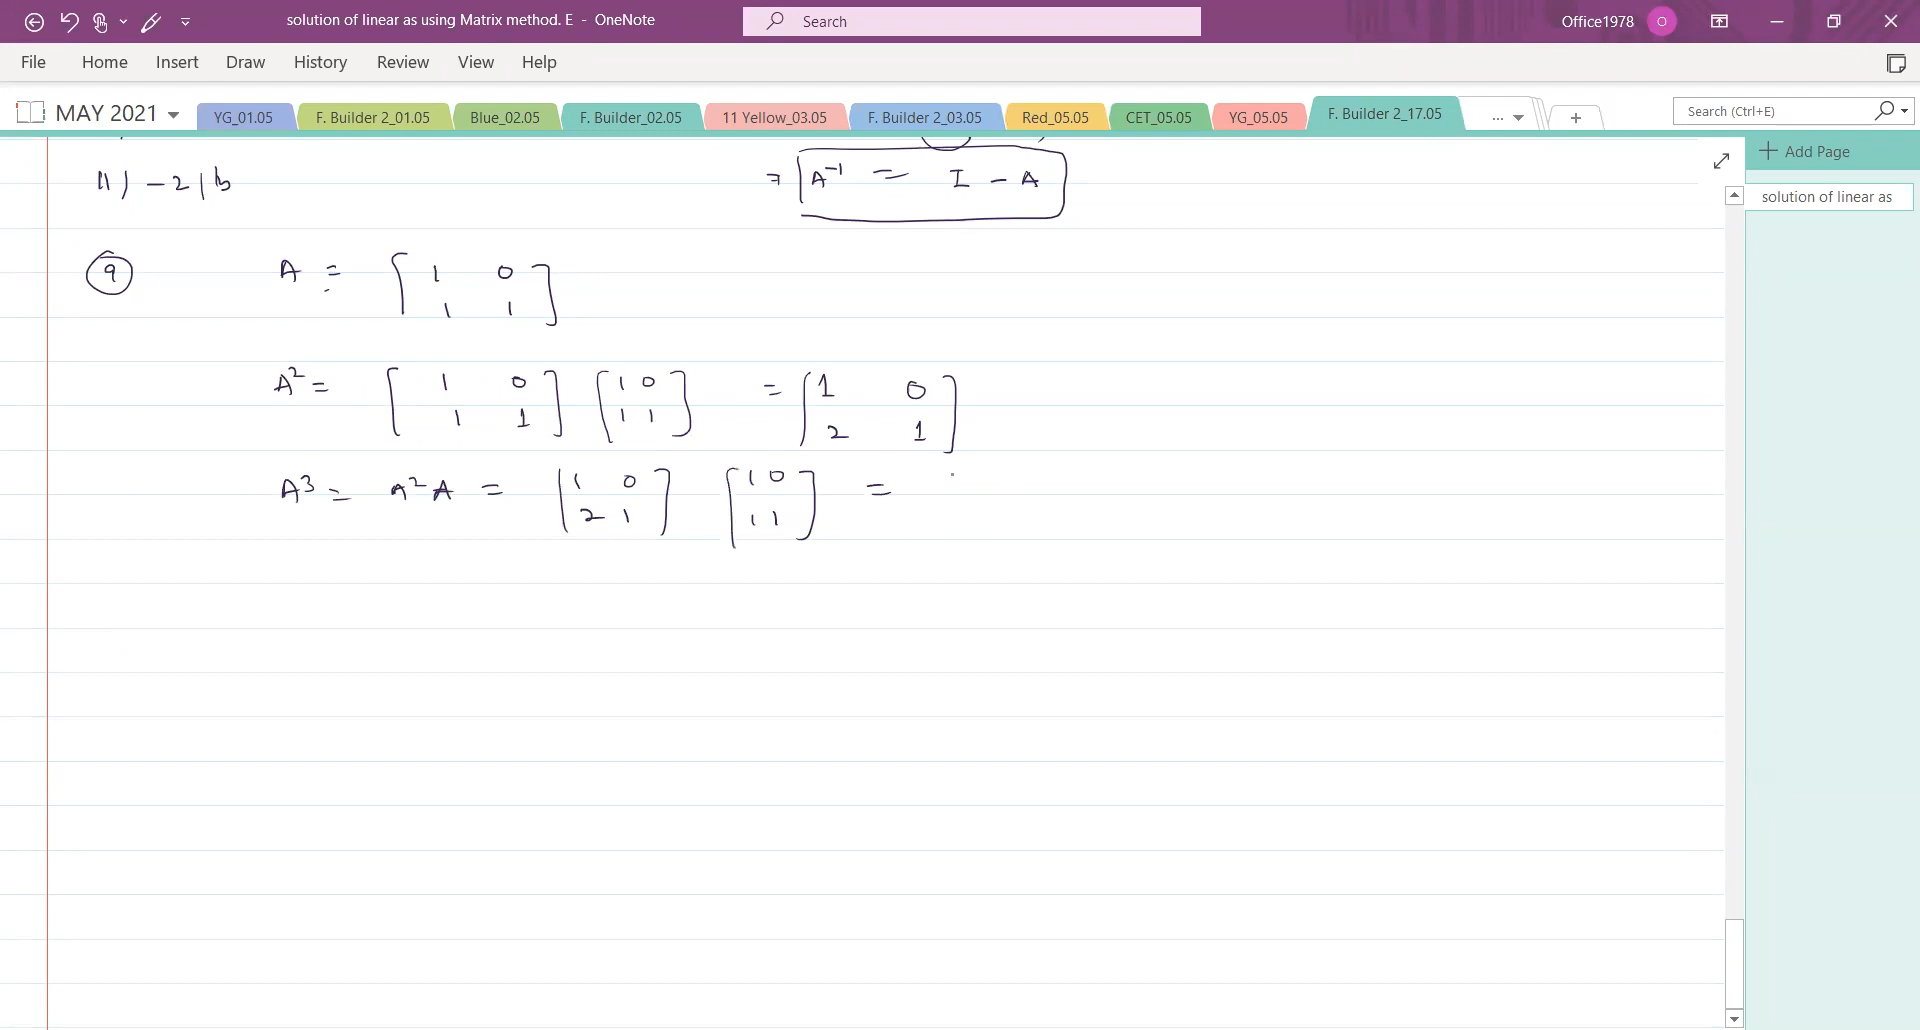 solution of linear as using Matrix method. E - OneNote
Search
Office1978
O
File Home Insert Draw History Review View Help
MAY 2021
YG_01.05
F. Builder 2_01.05
Blue_02.05
F. Builder_02.05
11 Yellow_03.05
F. Builder 2_03.05
Red_05.05
CET_05.05
YG_05.05
F. Builder 2_17.05
...
+
Search (Ctrl+E)
+ Add Page
solution of linear as
11) - 2 | b
⇒ A⁻¹ = I - A
9 A = [ 1 0
1 1 ]
A² = [ 1 0 ] [ 1 0 ] = [ 1 0 ]
[ 1 1 ] [ 1 1 ] [ 2 1 ]
A³ = A² A = [ 1 0 ] [ 1 0 ] =
[ 2 1 ] [ 1 1 ]